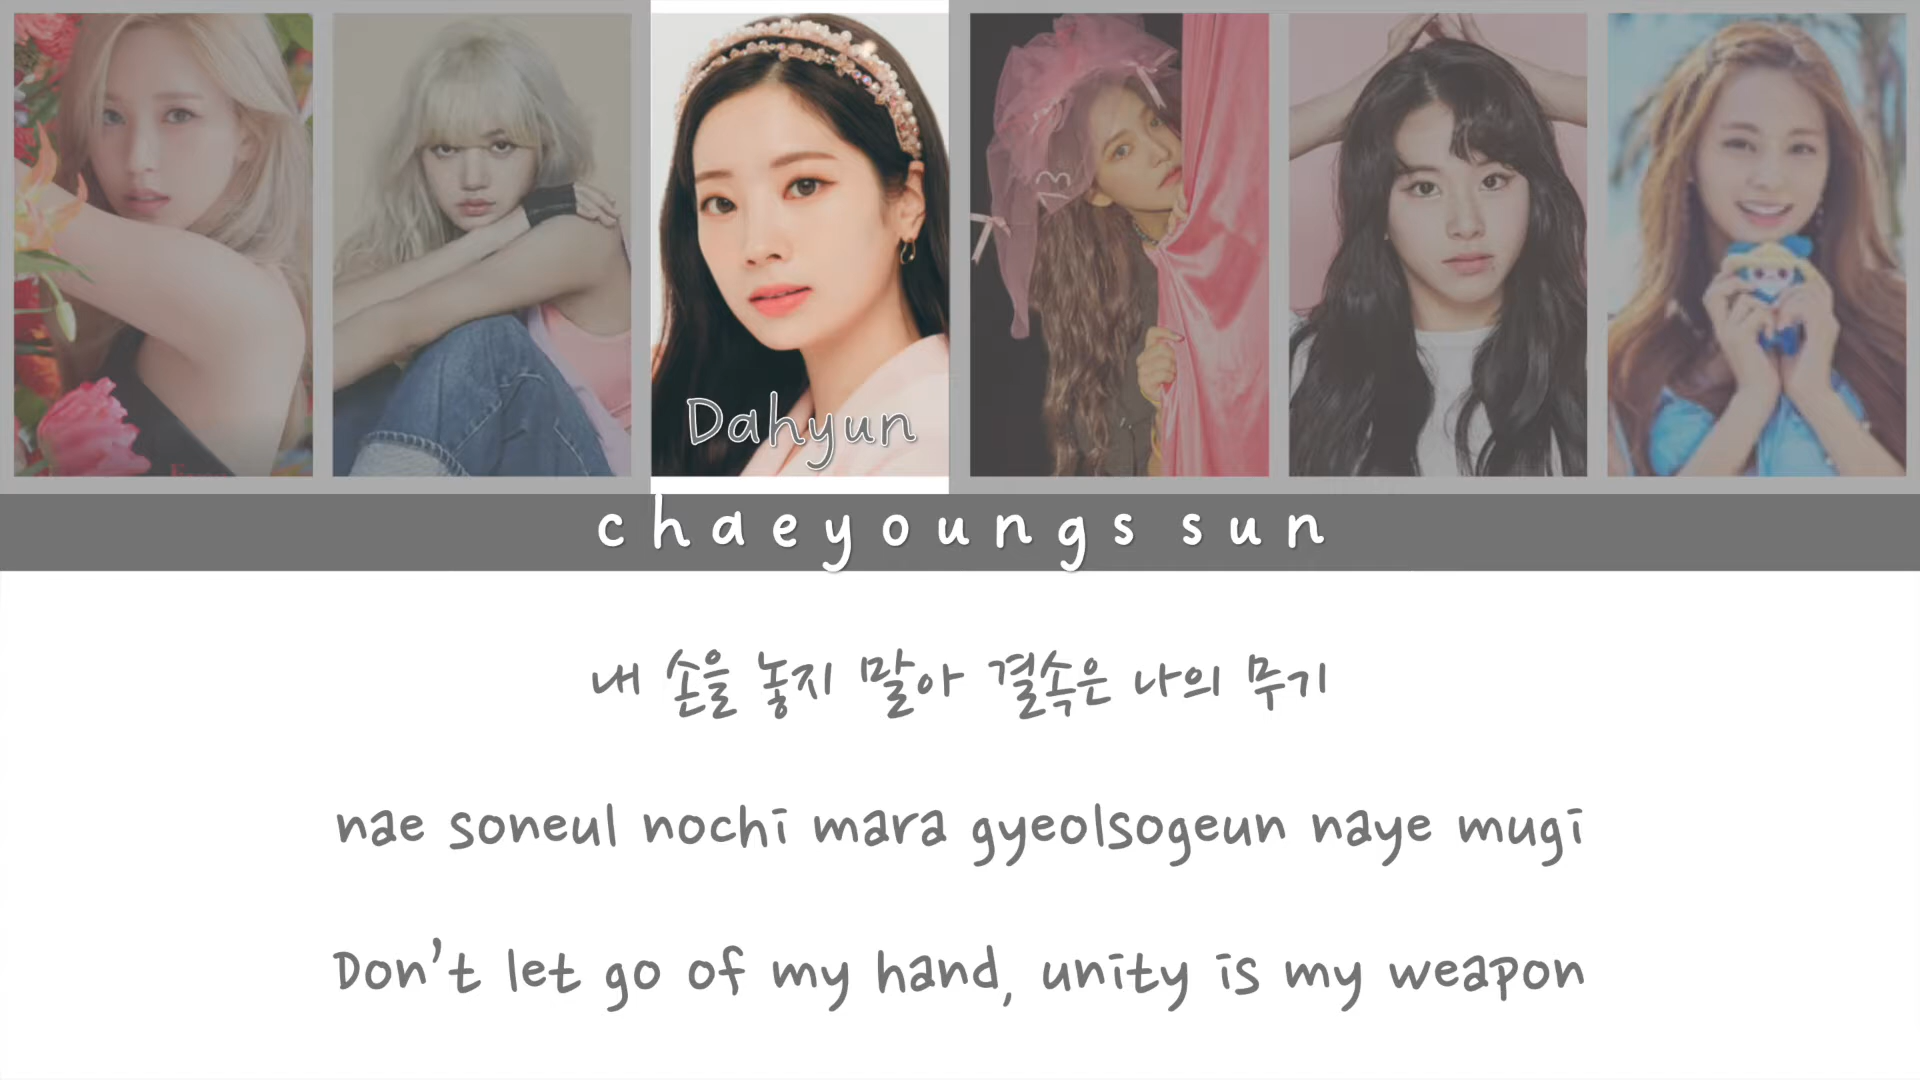 Dahyun
chaeyoungs sun
내 손을 놓지 말아 결속은 나의 무기
nae soneul nochi mara gyeolsogeun naye mugi
Don't let go of my hand, unity is my weapon